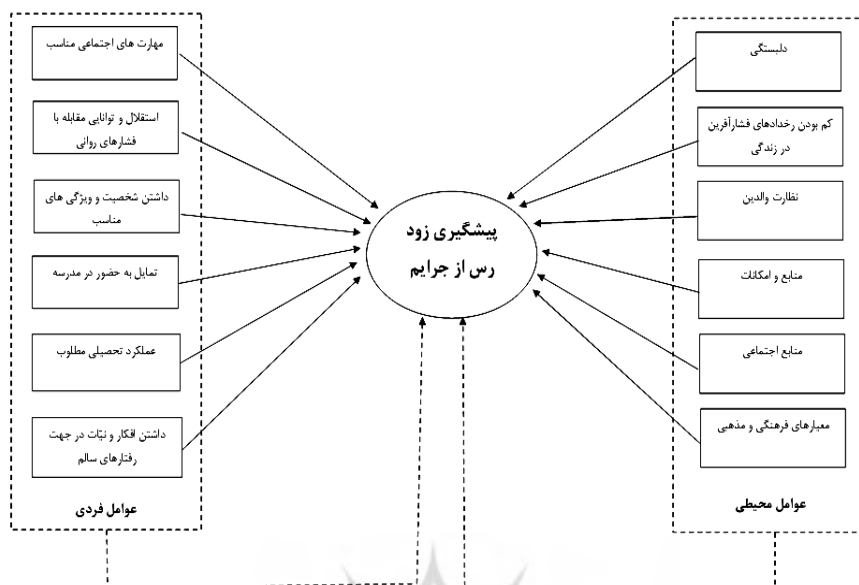 مهارت های اجتماعی مناسب
استقلال و توانایی مقابله با
فشارهای روانی
داشتن شخصیت و ویژگی های
مناسب
تمایل به حضور در مدرسه
عملکرد تحصیلی مطلوب
داشتن افکار و نیّات در جهت
رفتارهای سالم
عوامل فردی
پیشگیری زود
رس از جرایم
دلبستگی
کم بودن رخدادهای فشارآفرین
در زندگی
نظارت والدین
منابع و امکانات
منابع اجتماعی
معیارهای فرهنگی و مذهبی
عوامل محیطی